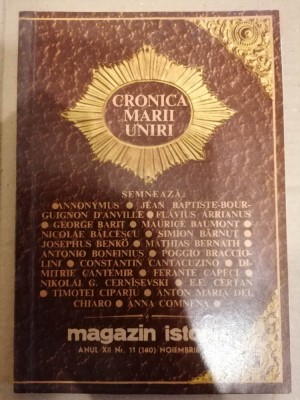 CRONICA
MARII
UNIRI
SEMNEAZĂ:
●ANNONYMUS ● JEAN BAPTISTE-BOUR-
GUIGNON D'ANVILLE ● FLAVIUS ARRIANUS
● GEORGE BARIȚ ● MAURICE BAUMONT ●
NICOLAE BĂLCESCU ● SIMION BĂRNUȚ ●
JOSEPHUS BENKÖ ● MATHIAS BERNATH ●
ANTONIO BONFINIUS ● POGGIO BRACCIO-
LINI ● CONSTANTIN CANTACUZINO ● DI-
MITRIE CANTEMIR ● FERANTE CAPECI ●
NIKOLAI G. CERNÎȘEVSKI ● E.E. CERTAN
● TIMOTEI CIPARIU ● ANTON MARIA DEL
CHIARO ● ANNA COMNENA ●
magazin
ANUL XII Nr. 11 (140) NOIEMBRIE